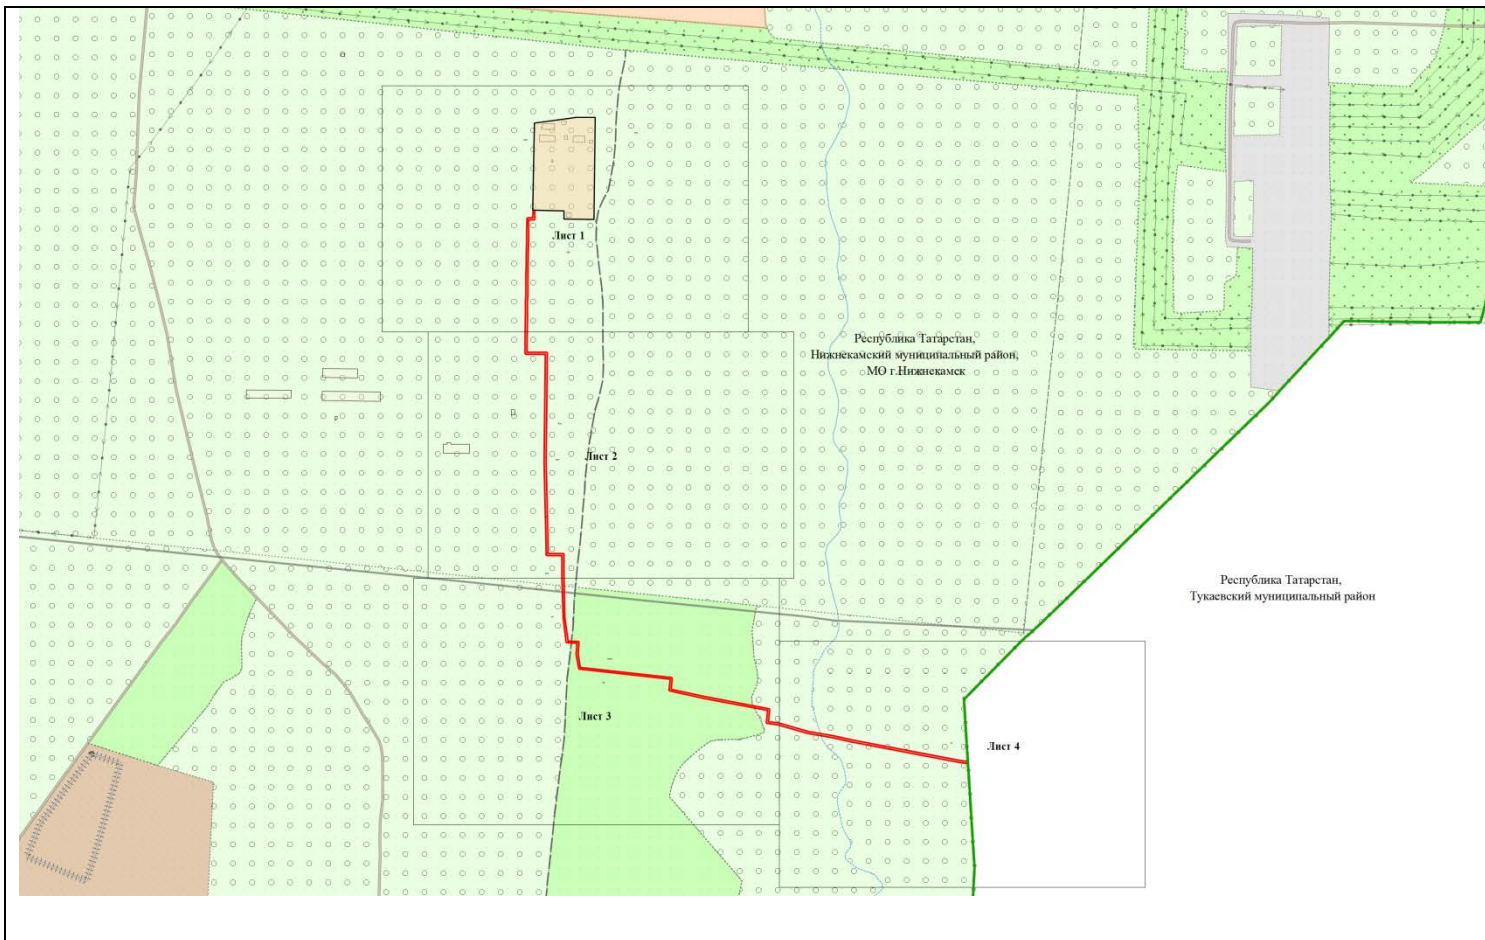 Лист 1
Республика Татарстан,
Нижнекамский муниципальный район,
МО г.Нижнекамск
Лист 2
Республика Татарстан,
Тукаевский муниципальный район
Лист 3
Лист 4